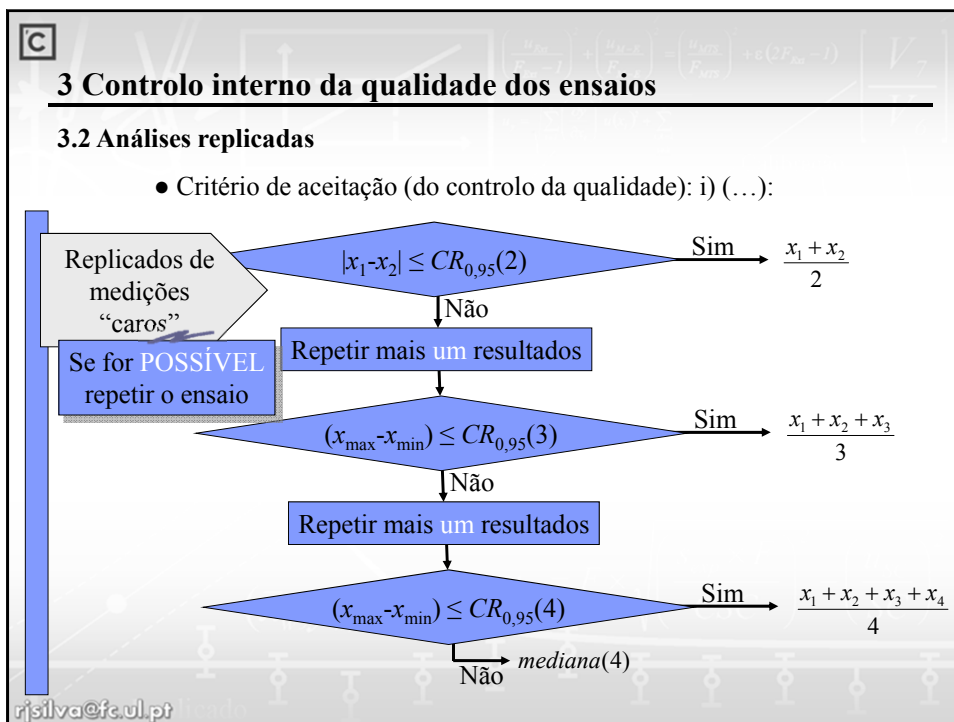 C
3 Controlo interno da qualidade dos ensaios
3.2 Análises replicadas
● Critério de aceitação (do controlo da qualidade): i) (…):
Replicados de
medições
“caros”
Se for POSSÍVEL
repetir o ensaio
|x₁-x₂| ≤ CR₀,₉₅(2)
Sim
(x₁ + x₂)/2
Não
Repetir mais um resultados
(xmax-xmin) ≤ CR₀,₉₅(3)
Sim
(x₁ + x₂ + x₃)/3
Não
Repetir mais um resultados
(xmax-xmin) ≤ CR₀,₉₅(4)
Sim
(x₁ + x₂ + x₃ + x₄)/4
Não
mediana(4)
rjsilva@fc.ul.pt